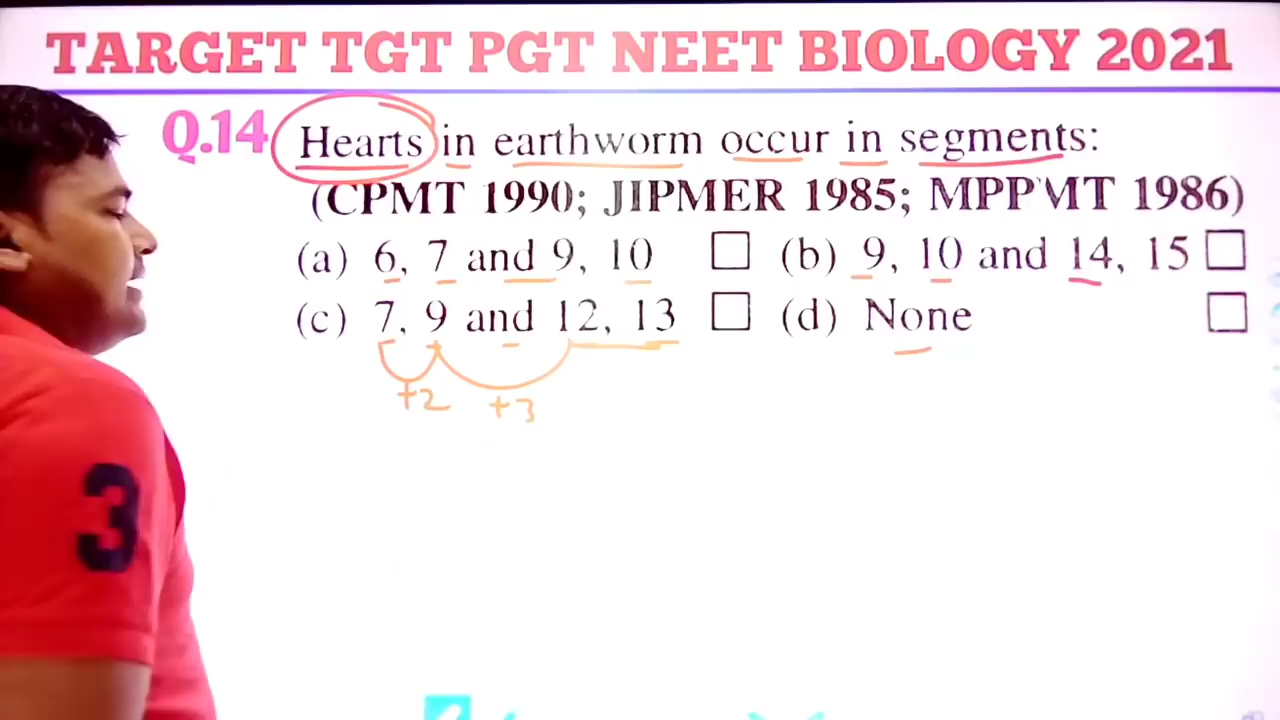 TARGET TGT PGT NEET BIOLOGY 2021
Q.14 Hearts in earthworm occur in segments:
(CPMT 1990; JIPMER 1985; MPPMT 1986)
(a) 6, 7 and 9, 10 (b) 9, 10 and 14, 15
(c) 7, 9 and 12, 13 (d) None
+2 +3
3